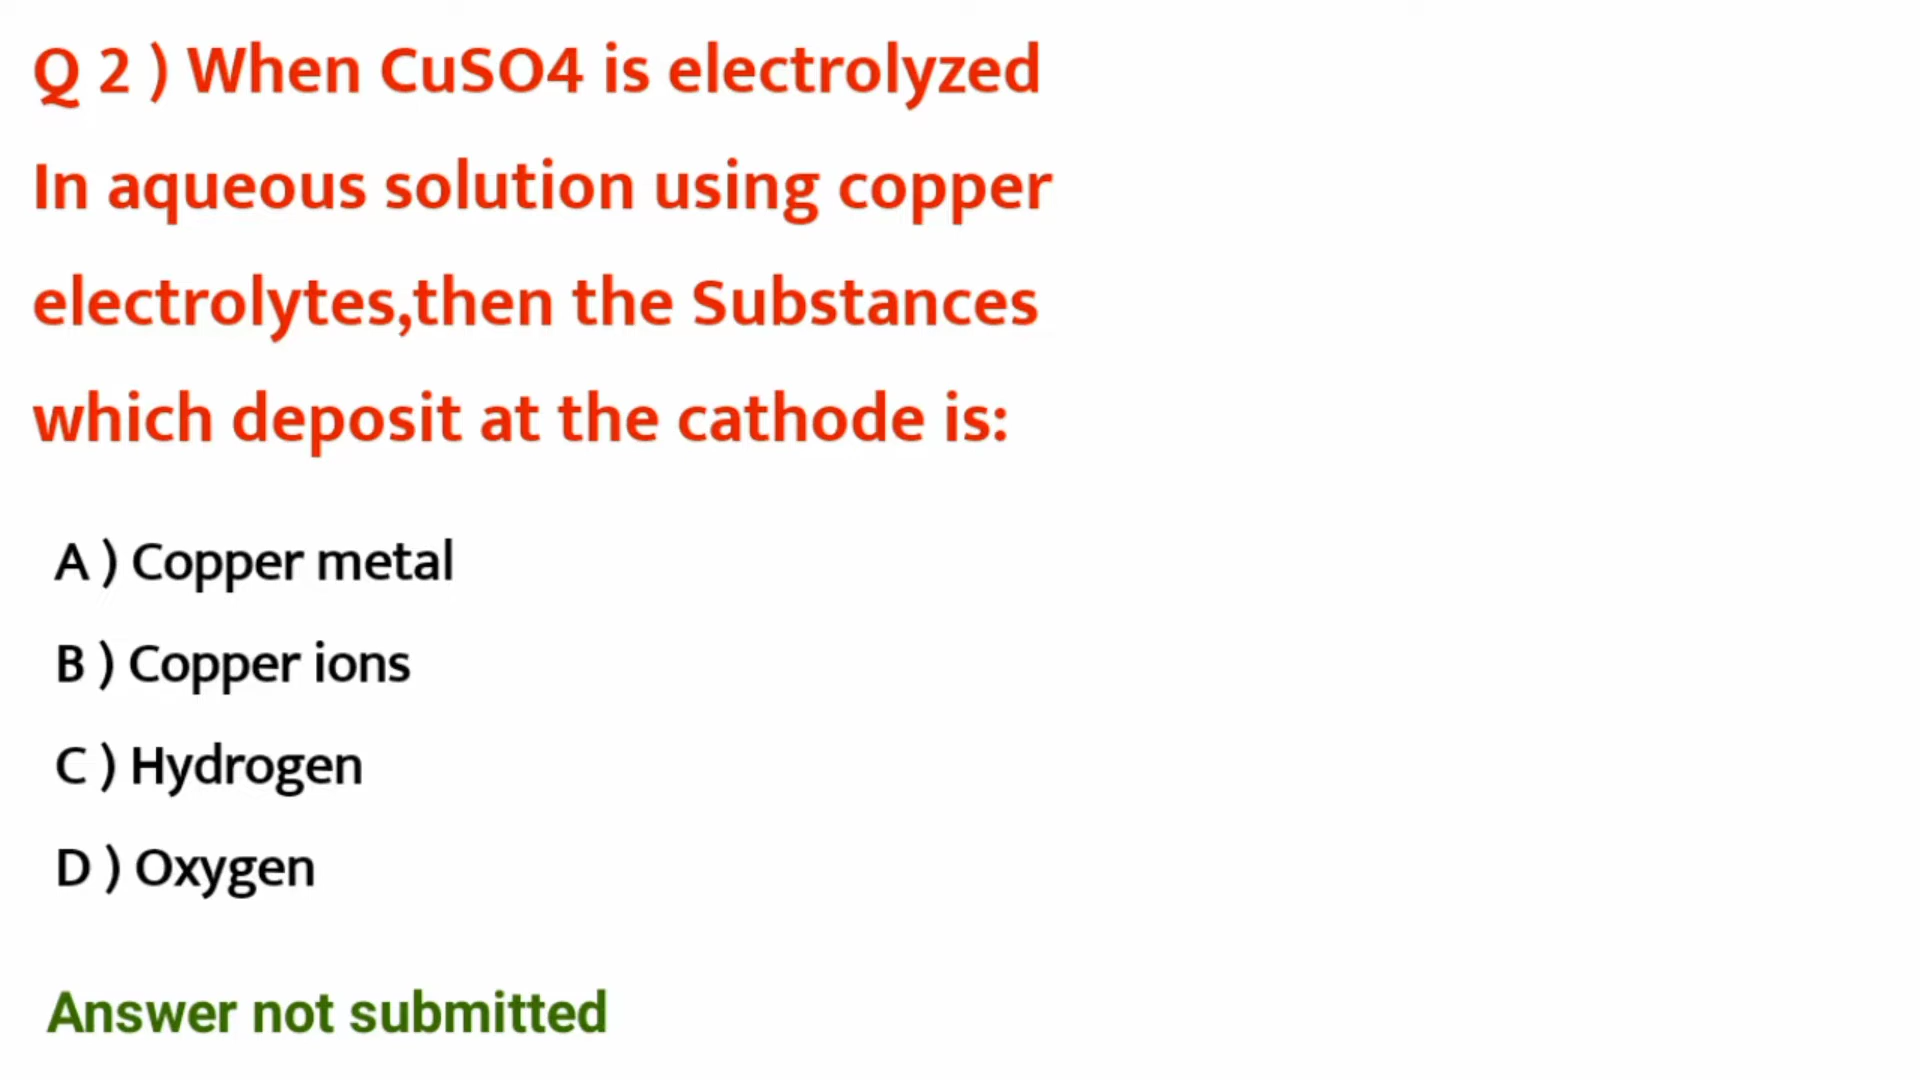 Q 2 ) When CuSO4 is electrolyzed
In aqueous solution using copper
electrolytes,then the Substances
which deposit at the cathode is:
A ) Copper metal
B ) Copper ions
C ) Hydrogen
D ) Oxygen
Answer not submitted